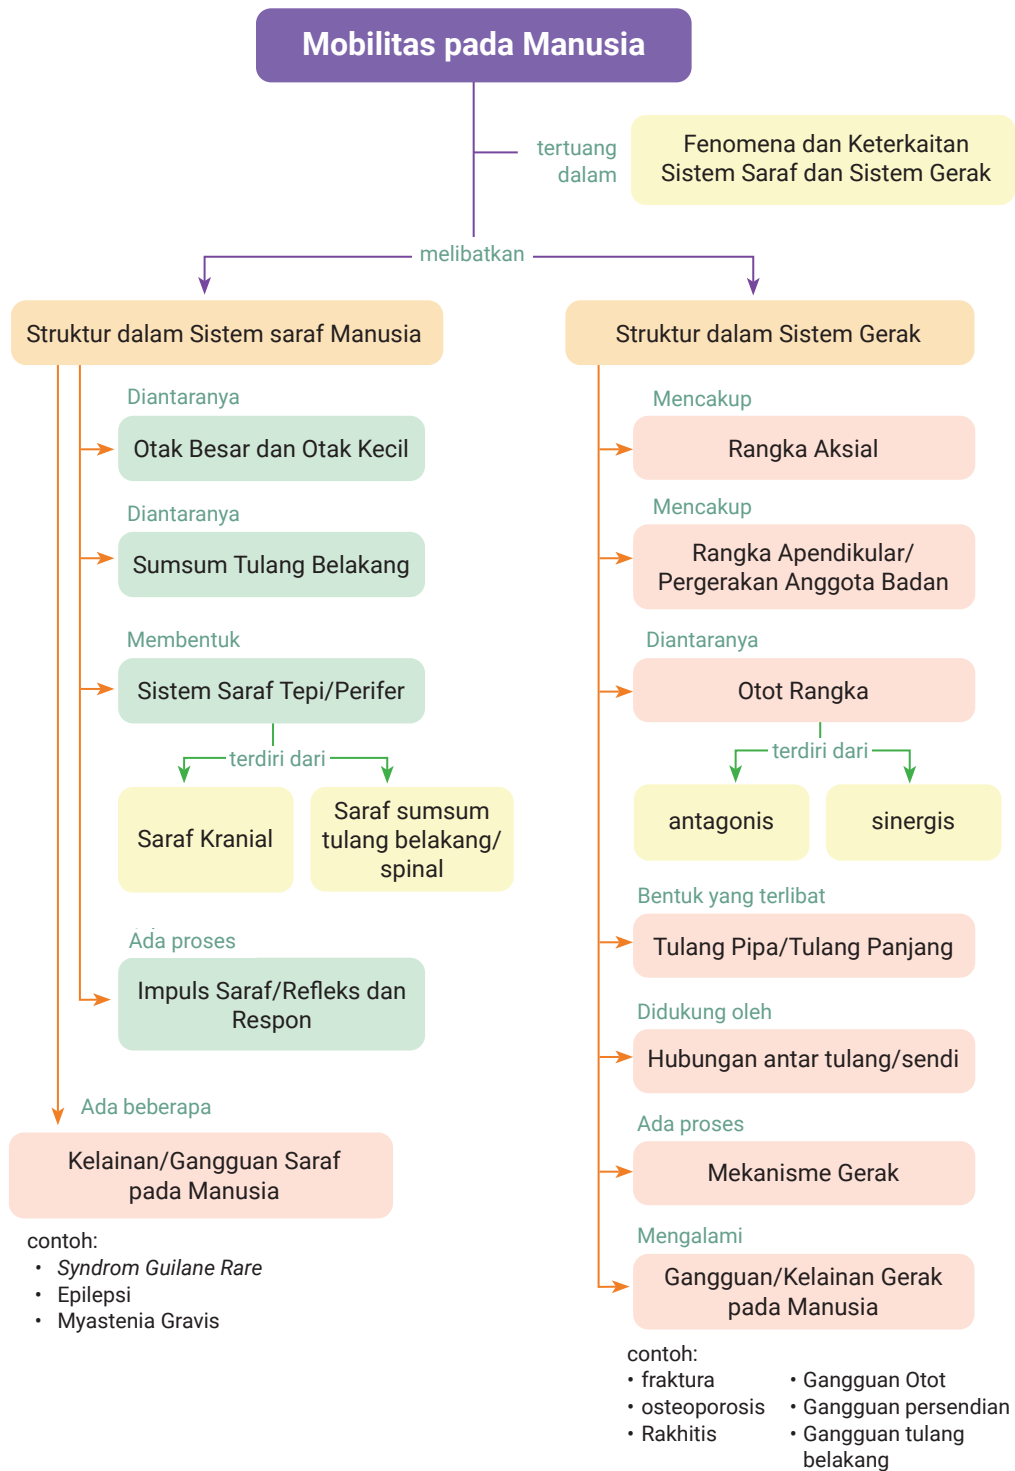 Mobilitas pada Manusia
tertuang
dalam
Fenomena dan Keterkaitan
Sistem Saraf dan Sistem Gerak
melibatkan
Struktur dalam Sistem saraf Manusia
Diantaranya
Otak Besar dan Otak Kecil
Diantaranya
Sumsum Tulang Belakang
Membentuk
Sistem Saraf Tepi/Perifer
terdiri dari
Saraf Kranial
Saraf sumsum
tulang belakang/
spinal
Ada proses
Impuls Saraf/Refleks dan
Respon
Ada beberapa
Kelainan/Gangguan Saraf
pada Manusia
contoh:
• Syndrom Guilane Rare
• Epilepsi
• Myastenia Gravis
Struktur dalam Sistem Gerak
Mencakup
Rangka Aksial
Mencakup
Rangka Apendikular/
Pergerakan Anggota Badan
Diantaranya
Otot Rangka
terdiri dari
antagonis
sinergis
Bentuk yang terlibat
Tulang Pipa/Tulang Panjang
Didukung oleh
Hubungan antar tulang/sendi
Ada proses
Mekanisme Gerak
Mengalami
Gangguan/Kelainan Gerak
pada Manusia
contoh:
• fraktura
• osteoporosis
• Rakhitis
• Gangguan Otot
• Gangguan persendian
• Gangguan tulang
belakang